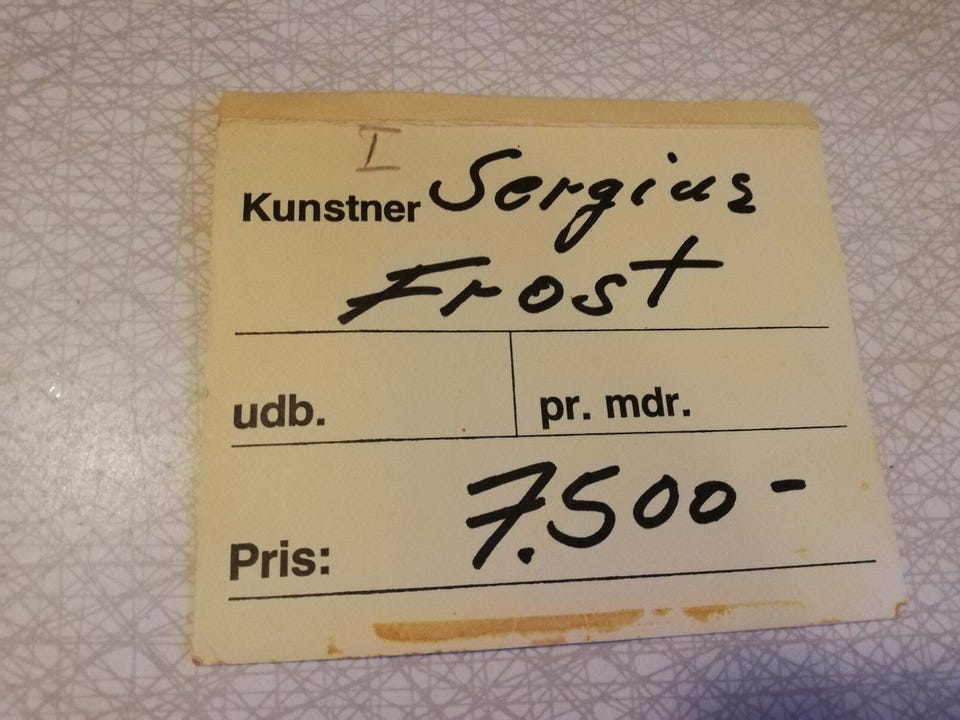 I
Kunstner Sergius
Frost
udb. pr. mdr.
Pris: 7.500-